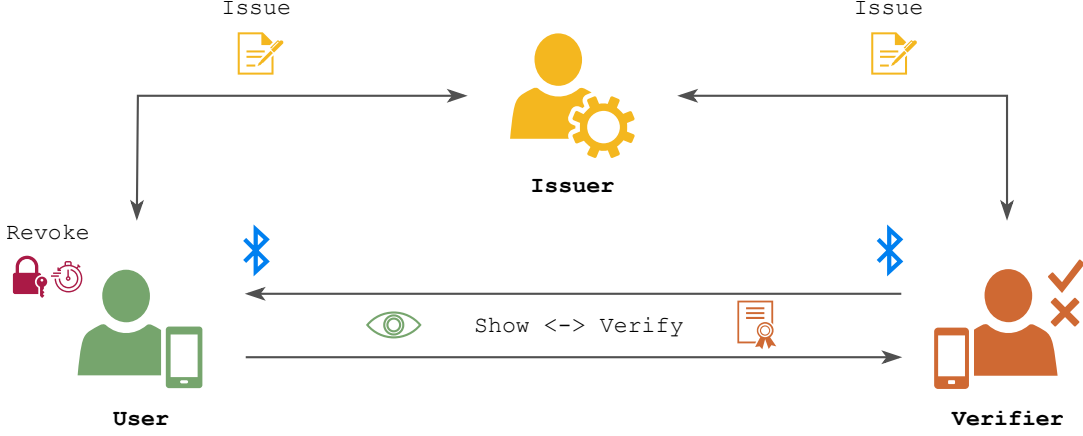 Issue
Issue
Issuer
Revoke
Show <-> Verify
User
Verifier